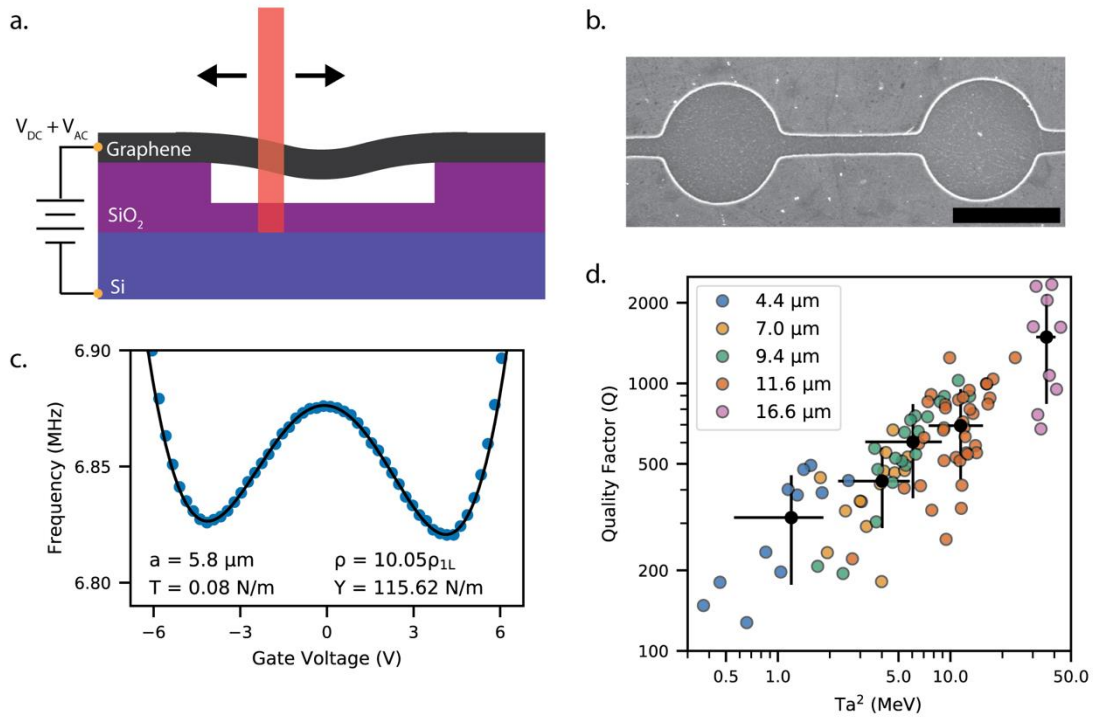 a.
V_DC + V_AC
Graphene
SiO₂
Si
b.
c.
6.90
6.85
6.80
Frequency (MHz)
a = 5.8 μm
ρ = 10.05ρ₁L
T = 0.08 N/m
Y = 115.62 N/m
−6
−3
0
3
6
Gate Voltage (V)
d.
4.4 μm
7.0 μm
9.4 μm
11.6 μm
16.6 μm
2000
1000
500
200
100
Quality Factor (Q)
0.5
1.0
5.0
10.0
50.0
Ta² (MeV)